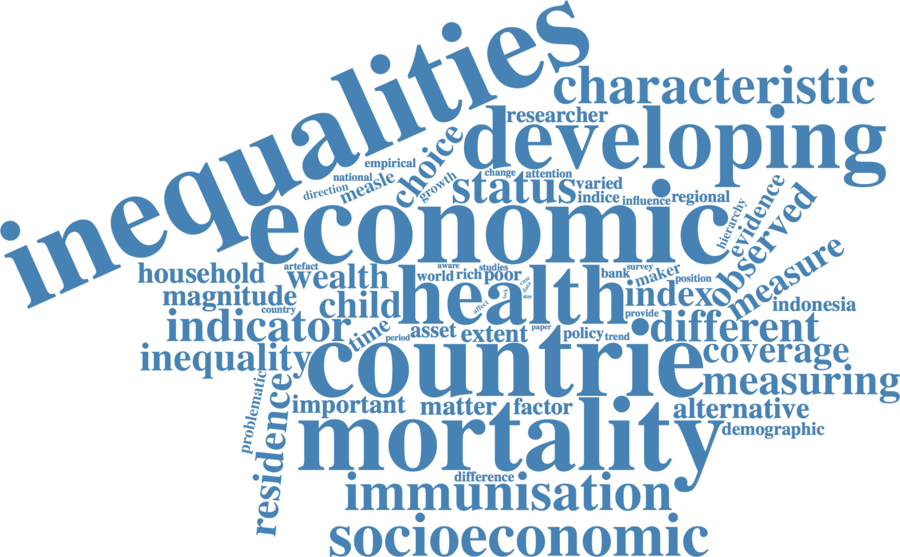 inequalities
characteristic
researcher
developing
choice
empirical
national
direction
measle
growth
change
attention
status
varied
indice
influence
regional
economic
hierarchy
evidence
observed
measure
household
artefact
wealth
aware
studies
world
rich
poor
bank
survey
maker
position
magnitude
country
child
health
affect
data
size
index
provide
indonesia
indicator
time
period
asset
extent
paper
policy
trend
different
inequality
countrie
coverage
measuring
problematic
residence
important
matter
factor
alternative
mortality
demographic
difference
immunisation
socioeconomic